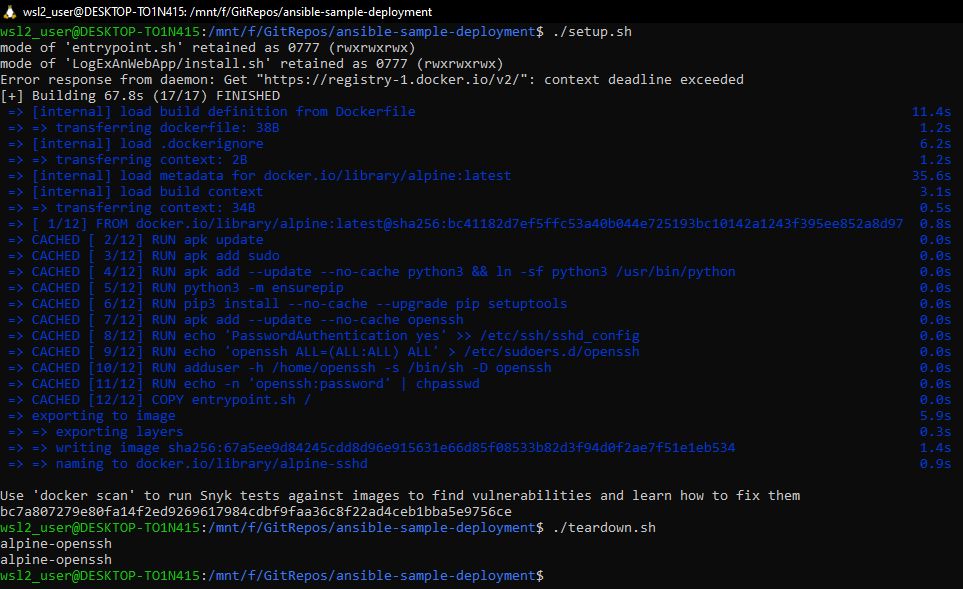 wsl2_user@DESKTOP-TO1N415: /mnt/f/GitRepos/ansible-sample-deployment
wsl2_user@DESKTOP-TO1N415:/mnt/f/GitRepos/ansible-sample-deployment$ ./setup.sh
mode of 'entrypoint.sh' retained as 0777 (rwxrwxrwx)
mode of 'LogExAnWebApp/install.sh' retained as 0777 (rwxrwxrwx)
Error response from daemon: Get "https://registry-1.docker.io/v2/": context deadline exceeded
[+] Building 67.8s (17/17) FINISHED
=> [internal] load build definition from Dockerfile 11.4s
=> => transferring dockerfile: 38B 1.2s
=> [internal] load .dockerignore 6.2s
=> => transferring context: 2B 1.2s
=> [internal] load metadata for docker.io/library/alpine:latest 35.6s
=> [internal] load build context 3.1s
=> => transferring context: 34B 0.5s
=> [ 1/12] FROM docker.io/library/alpine:latest@sha256:bc41182d7ef5ffc53a40b044e725193bc10142a1243f395ee852a8d97 0.8s
=> CACHED [ 2/12] RUN apk update 0.0s
=> CACHED [ 3/12] RUN apk add sudo 0.0s
=> CACHED [ 4/12] RUN apk add --update --no-cache python3 && ln -sf python3 /usr/bin/python 0.0s
=> CACHED [ 5/12] RUN python3 -m ensurepip 0.0s
=> CACHED [ 6/12] RUN pip3 install --no-cache --upgrade pip setuptools 0.0s
=> CACHED [ 7/12] RUN apk add --update --no-cache openssh 0.0s
=> CACHED [ 8/12] RUN echo 'PasswordAuthentication yes' >> /etc/ssh/sshd_config 0.0s
=> CACHED [ 9/12] RUN echo 'openssh ALL=(ALL:ALL) ALL' > /etc/sudoers.d/openssh 0.0s
=> CACHED [10/12] RUN adduser -h /home/openssh -s /bin/sh -D openssh 0.0s
=> CACHED [11/12] RUN echo -n 'openssh:password' | chpasswd 0.0s
=> CACHED [12/12] COPY entrypoint.sh / 0.0s
=> exporting to image 5.9s
=> => exporting layers 0.3s
=> => writing image sha256:67a5ee9d84245cdd8d96e915631e66d85f08533b82d3f94d0f2ae7f51e1eb534 1.4s
=> => naming to docker.io/library/alpine-sshd 0.9s
Use 'docker scan' to run Snyk tests against images to find vulnerabilities and learn how to fix them
bc7a807279e80fa14f2ed9269617984cdbf9faa36c8f22ad4ceb1bba5e9756ce
wsl2_user@DESKTOP-TO1N415:/mnt/f/GitRepos/ansible-sample-deployment$ ./teardown.sh
alpine-openssh
alpine-openssh
wsl2_user@DESKTOP-TO1N415:/mnt/f/GitRepos/ansible-sample-deployment$